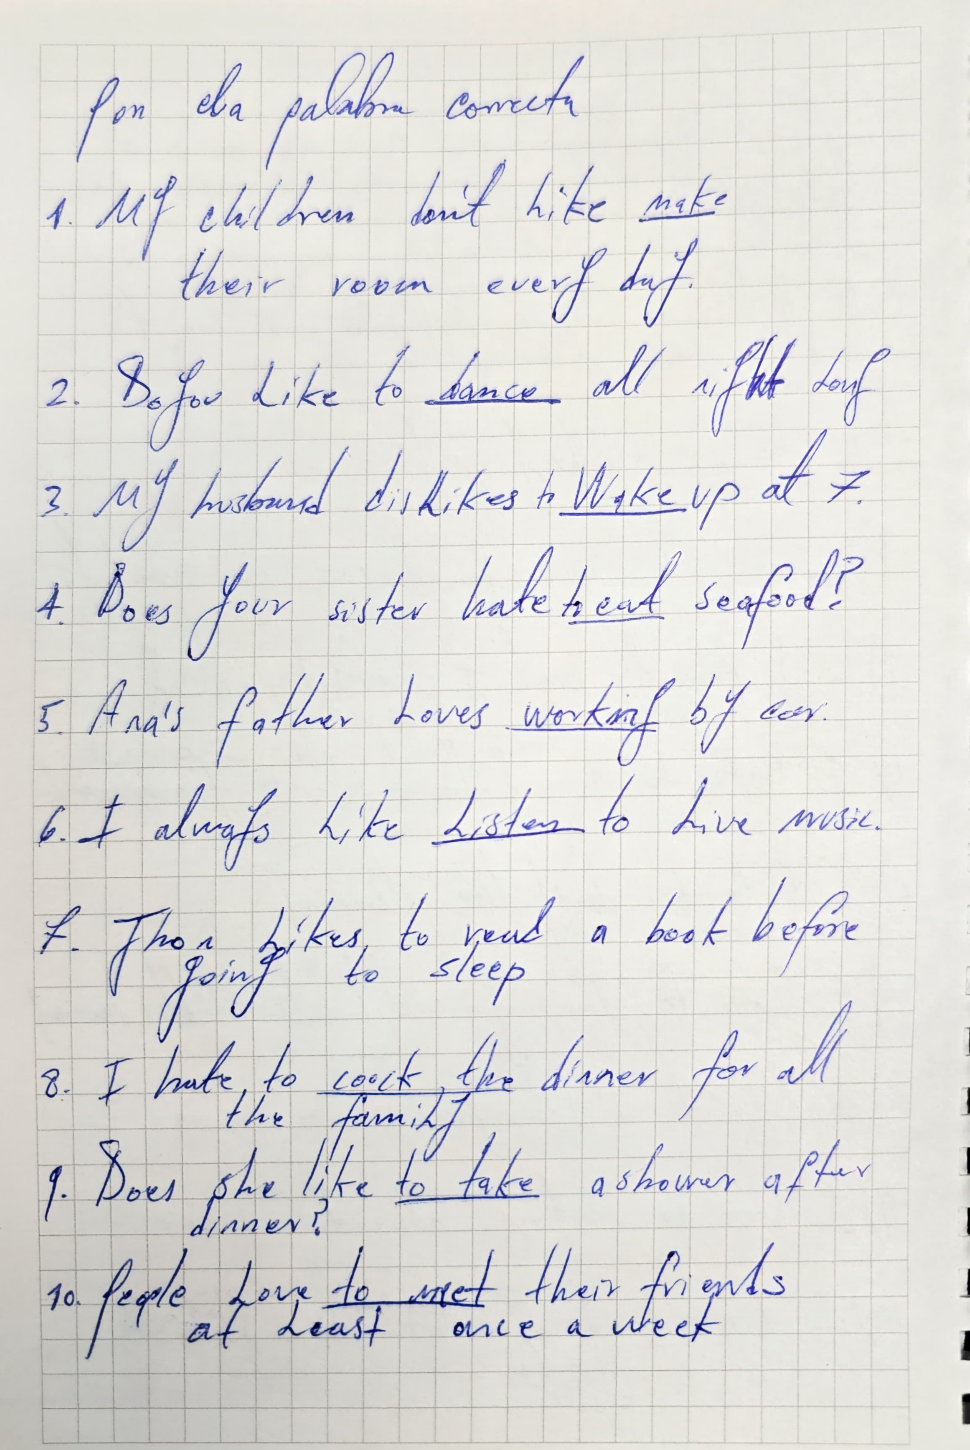 Pon ela palabra correcta
1. My children don't like make
their room every day.
2. Do you like to dance all night long
3. My husband dislikes to Wake up at 7.
4. Does your sister hate to eat seafood?
5. Ana's father Loves working by car.
6. I always like Listen to Live music.
7. Jhon Likes to read a book before
going to sleep
8. I hate to coock the dinner for all
the family
9. Does she like to take a shower after
dinner?
10. People Love to meet their friends
at Least once a week